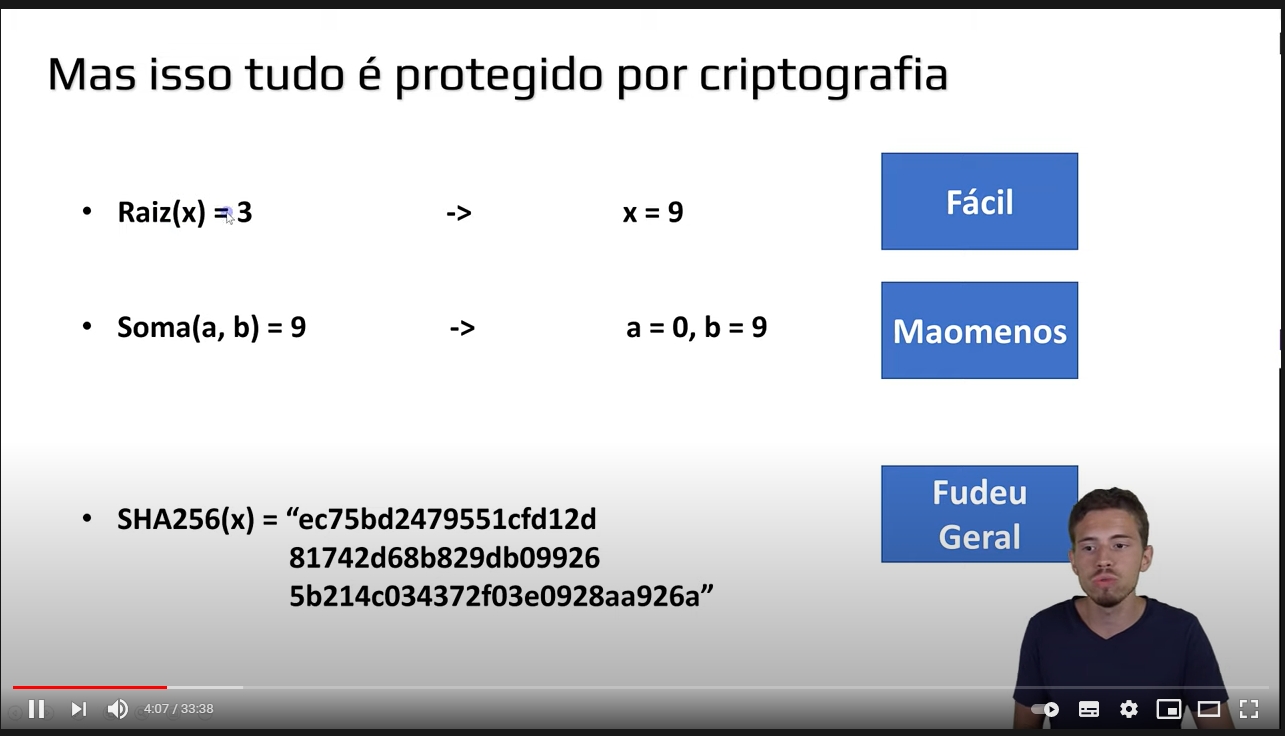 Mas isso tudo é protegido por criptografia
• Raiz(x) = 3 -> x = 9 Fácil
• Soma(a, b) = 9 -> a = 0, b = 9 Maomenos
• SHA256(x) = “ec75bd2479551cfd12d
81742d68b829db09926
5b214c034372f03e0928aa926a”
Fudeu
Geral
4:07 / 33:38